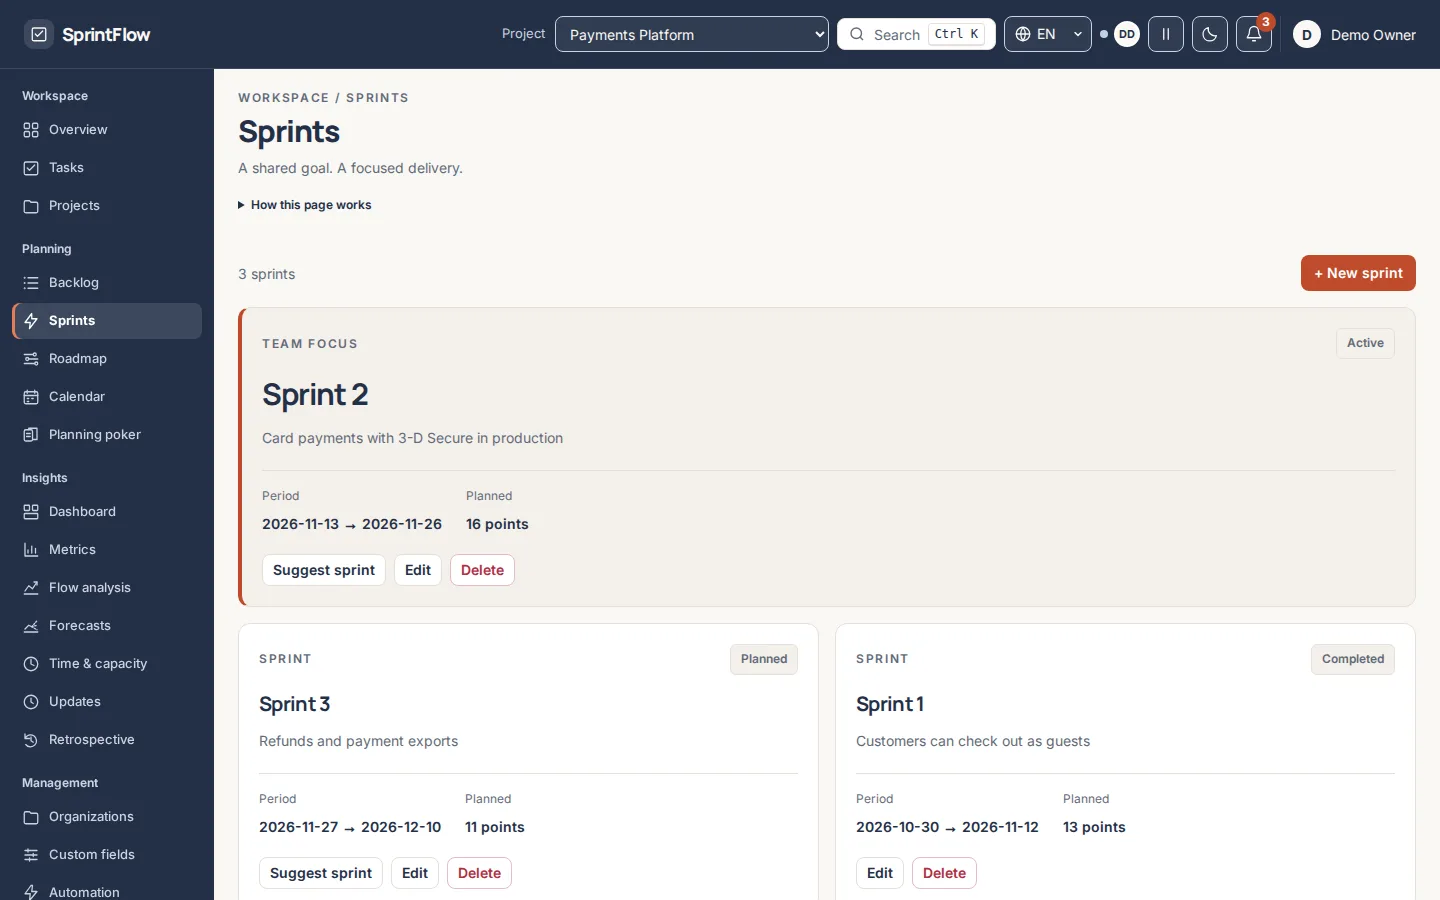 SprintFlow
Project
Payments Platform
Search Ctrl K
EN
DD
3
D
Demo Owner
Workspace
Overview
Tasks
Projects
Planning
Backlog
Sprints
Roadmap
Calendar
Planning poker
Insights
Dashboard
Metrics
Flow analysis
Forecasts
Time & capacity
Updates
Retrospective
Management
Organizations
Custom fields
Automation
WORKSPACE / SPRINTS
Sprints
A shared goal. A focused delivery.
How this page works
3 sprints
+ New sprint
TEAM FOCUS
Active
Sprint 2
Card payments with 3-D Secure in production
Period
2026-11-13 → 2026-11-26
Planned
16 points
Suggest sprint
Edit
Delete
SPRINT
Planned
Sprint 3
Refunds and payment exports
Period
2026-11-27 → 2026-12-10
Planned
11 points
Suggest sprint
Edit
Delete
SPRINT
Completed
Sprint 1
Customers can check out as guests
Period
2026-10-30 → 2026-11-12
Planned
13 points
Edit
Delete